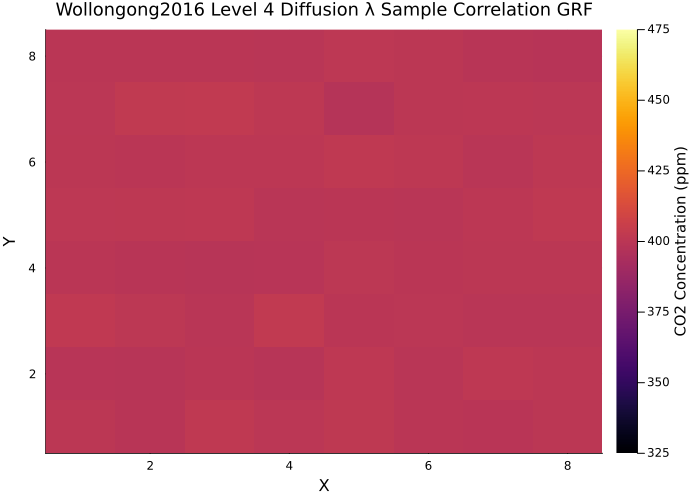 Wollongong2016 Level 4 Diffusion λ Sample Correlation GRF
8
6
4
2
Y
2 4 6 8
X
475
450
425
400
375
350
325
CO2 Concentration (ppm)